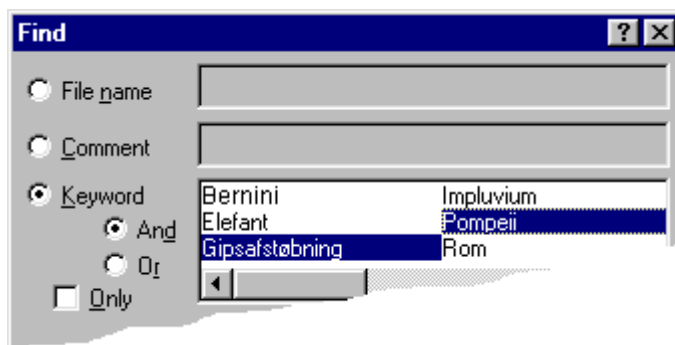 Find
File name
Comment
Keyword
And
Or
Only
Bernini
Elefant
Gipsafstøbning
Impluvium
Pompeii
Rom